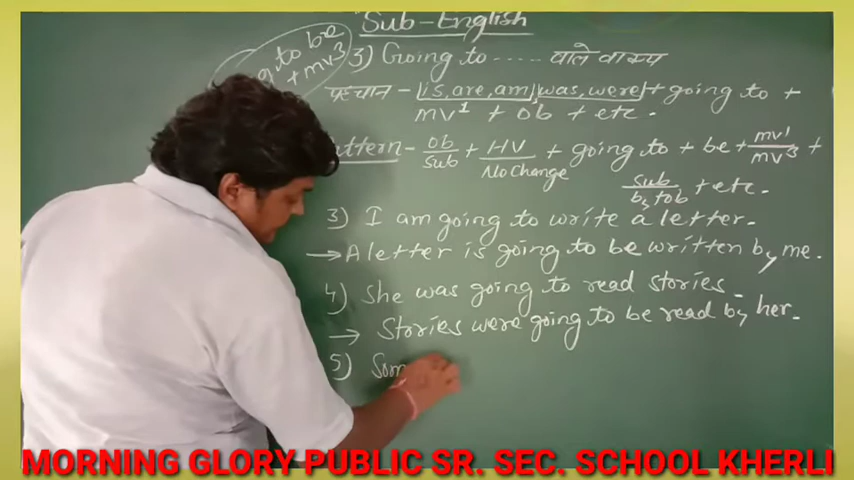 Sub-English
g to be
+ mv³
3) Going to ..... वाले वाक्य
पहचान - is, are, am, was, were + going to +
mv¹ + ob + etc.
ttern - Ob/Sub + HV/No Change + going to + be + mv¹/mv³ +
Sub/by + ob + etc.
3) I am going to write a letter.
→ A letter is going to be written by me.
4) She was going to read stories.
→ Stories were going to be read by her.
5) Som
MORNING GLORY PUBLIC SR. SEC. SCHOOL KHERLI